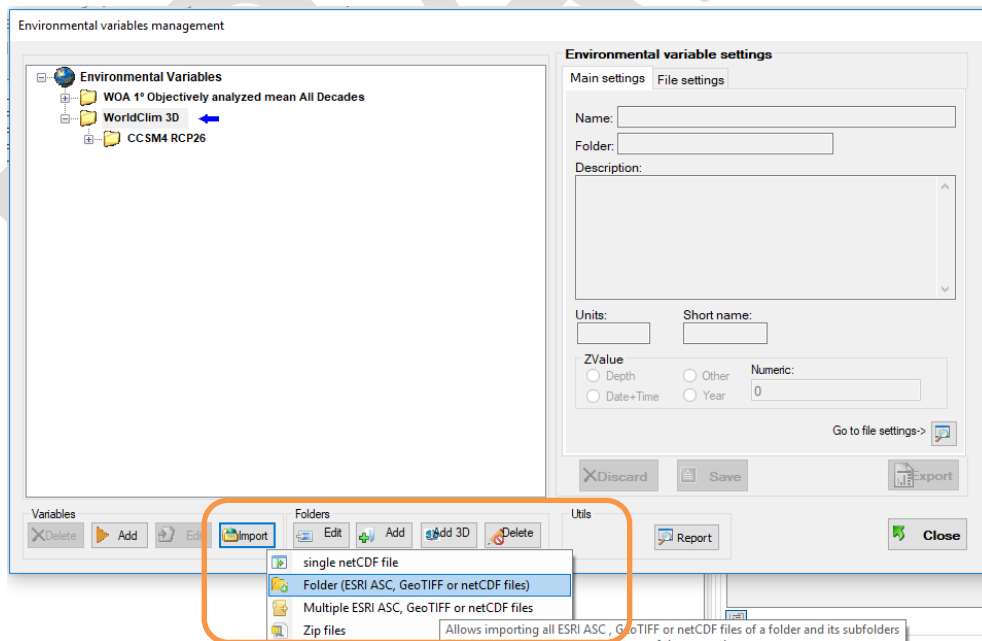 Environmental variables management
Environmental Variables
WOA 1º Objectively analyzed mean All Decades
WorldClim 3D
CCSM4 RCP26
Environmental variable settings
Main settings File settings
Name:
Folder:
Description:
Units: Short name:
ZValue
Depth Other Numeric:
Date+Time Year 0
Go to file settings->
Discard Save Export
Variables Folders Utils
Delete Add Edit Import Edit Add Add 3D Delete Report Close
single netCDF file
Folder (ESRI ASC, GeoTIFF or netCDF files)
Multiple ESRI ASC, GeoTIFF or netCDF files
Zip files Allows importing all ESRI ASC , GeoTIFF or netCDF files of a folder and its subfolders